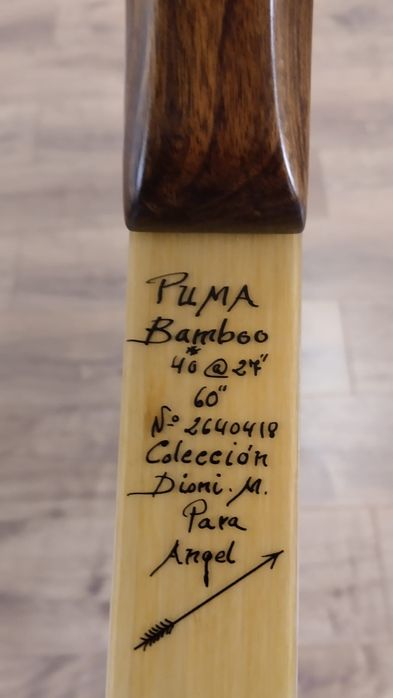 PUMA
Bamboo
40 @ 27"
60"
Nº 2640418
Colección
Dioni. M.
Para
Angel